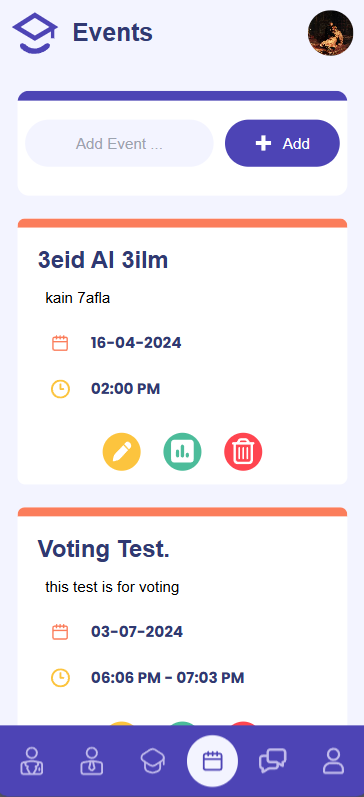 Events
Add Event ...
Add
3eid Al 3ilm
kain 7afla
16-04-2024
02:00 PM
Voting Test.
this test is for voting
03-07-2024
06:06 PM - 07:03 PM